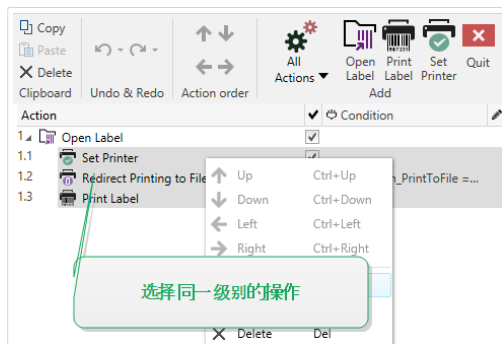 Copy
Paste
Delete
Clipboard
Undo & Redo
Action order
All Actions
Open Label
Print Label
Set Printer
Quit
Add
Action
Condition
1 Open Label
1.1 Set Printer
1.2 Redirect Printing to File
_PrintToFile =...
1.3 Print Label
Up Ctrl+Up
Down Ctrl+Down
Left Ctrl+Left
Right Ctrl+Right
选择同一级别的操作
Delete Del